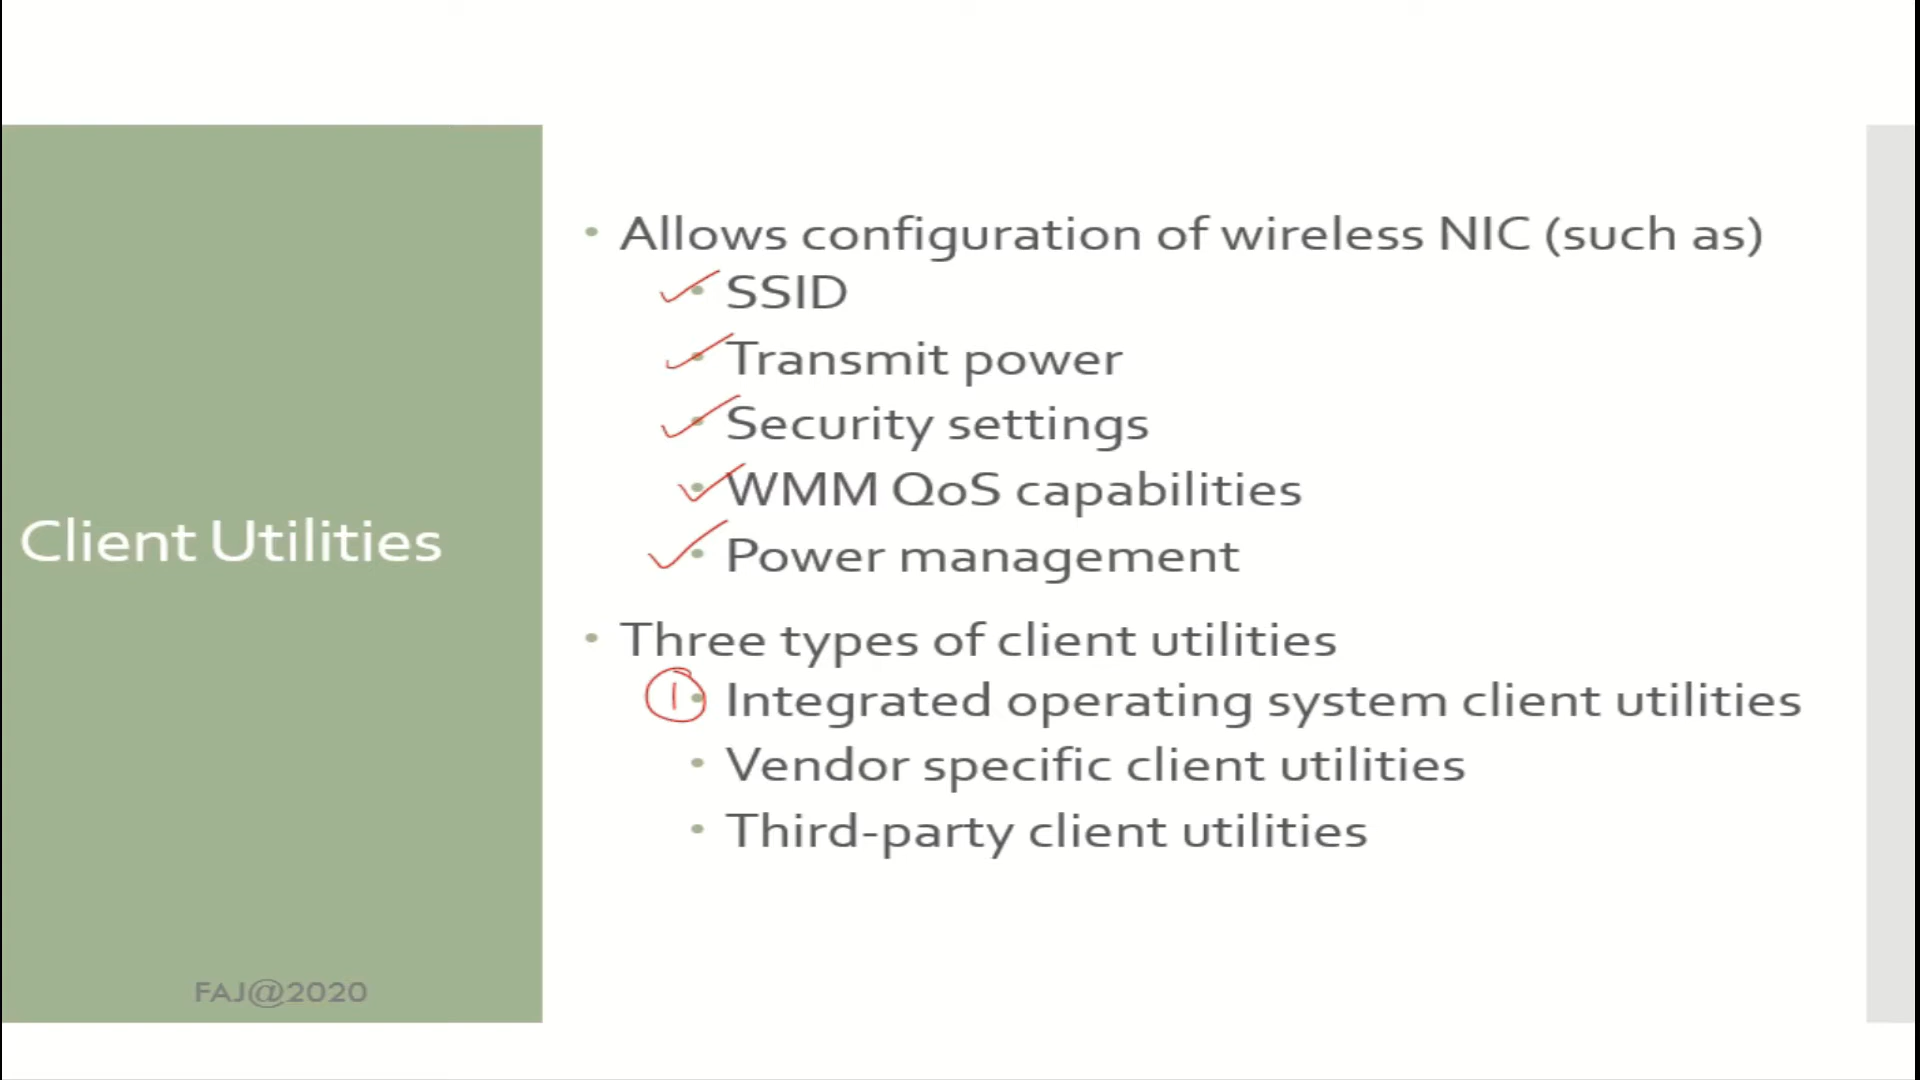 Client Utilities
FAJ@2020
• Allows configuration of wireless NIC (such as)
• SSID
• Transmit power
• Security settings
• WMM QoS capabilities
• Power management
• Three types of client utilities
1 • Integrated operating system client utilities
• Vendor specific client utilities
• Third-party client utilities